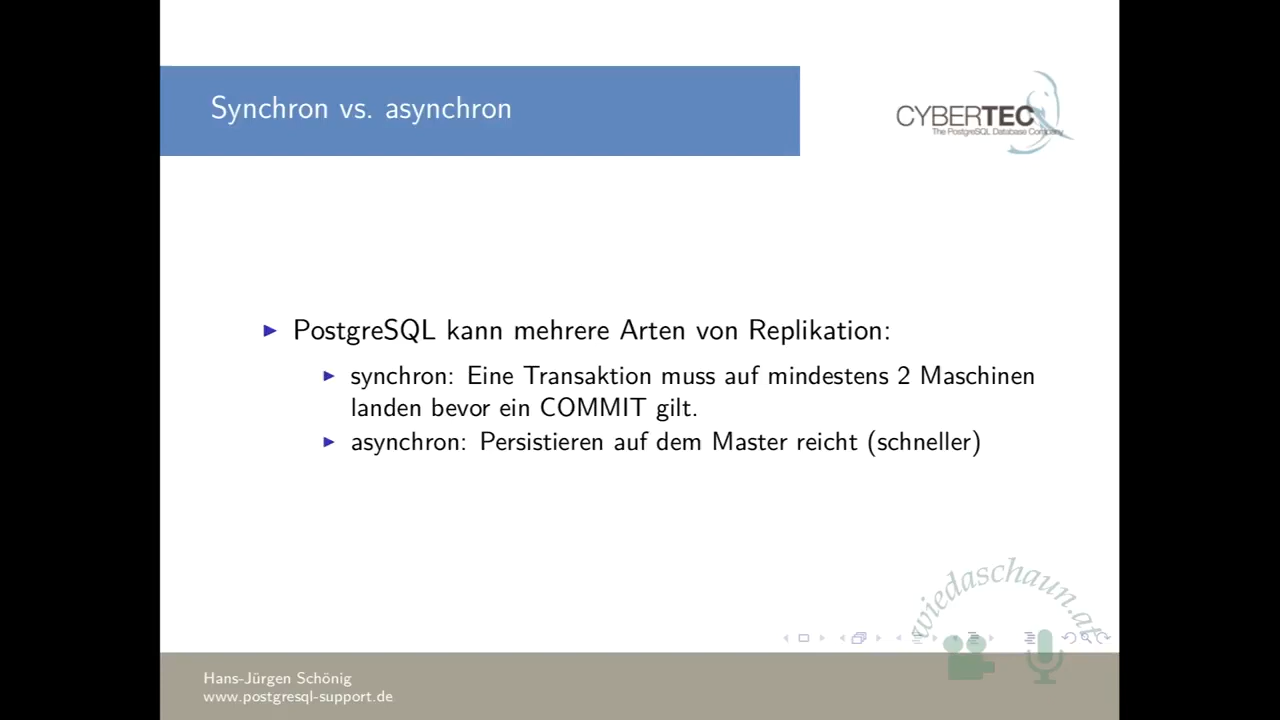 Synchron vs. asynchron
CYBERTEC
The PostgreSQL Database Company
► PostgreSQL kann mehrere Arten von Replikation:
► synchron: Eine Transaktion muss auf mindestens 2 Maschinen
landen bevor ein COMMIT gilt.
► asynchron: Persistieren auf dem Master reicht (schneller)
wiedaschaun.at
Hans-Jürgen Schönig
www.postgresql-support.de